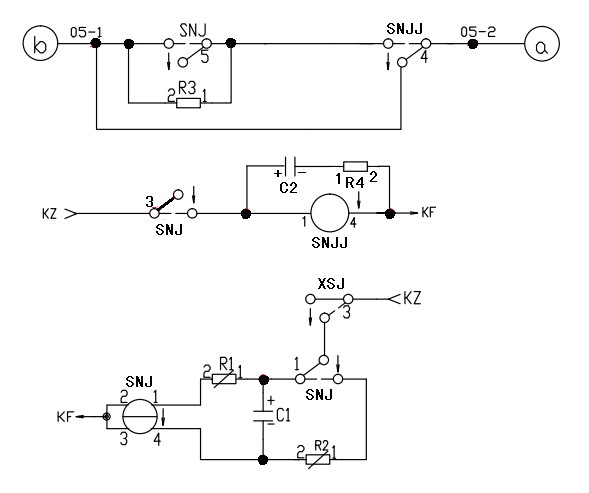 05-1 SNJ SNJJ 05-2
b 5 4 a
2 R3 1
+ - 1 R4 2
C2
KZ 3 KF
SNJ 1 4
SNJJ
XSJ
KZ
3
2 R1 1 1
SNJ SNJ
2 1 +
KF C1
3 4 -
2 R2 1